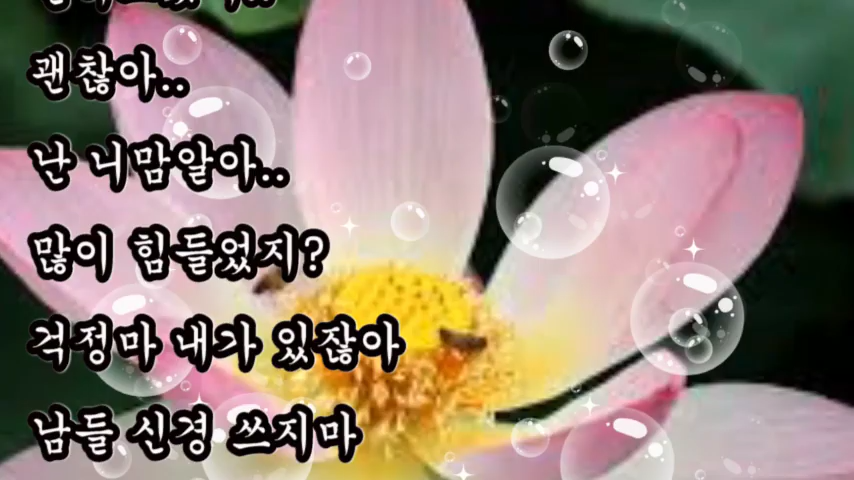 괜찮아..
난 니맘알아..
많이 힘들었지?
걱정마 내가 있잖아
남들 신경 쓰지마